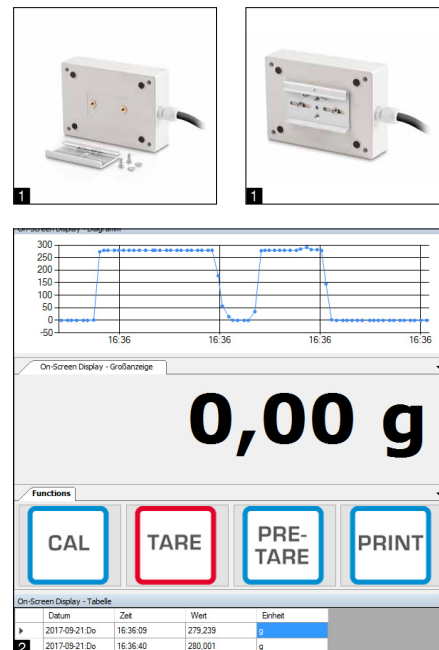 1
1
On-Screen Display - Diagramm
300
250
200
150
100
50
0
-50
16:36 16:36 16:36 16:36
On-Screen Display - Großanzeige
0,00 g
Functions
CAL
TARE
PRE-
TARE
PRINT
On-Screen Display - Tabelle
Datum Zeit Wert Einheit
2017-09-21:Do 16:36:09 279,239 g
2 2017-09-21:Do 16:36:40 280,001 g